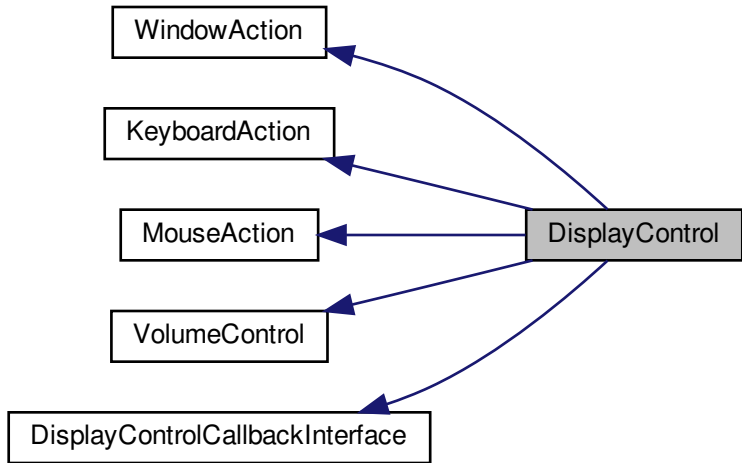 WindowAction
KeyboardAction
MouseAction
DisplayControl
VolumeControl
DisplayControlCallbackInterface